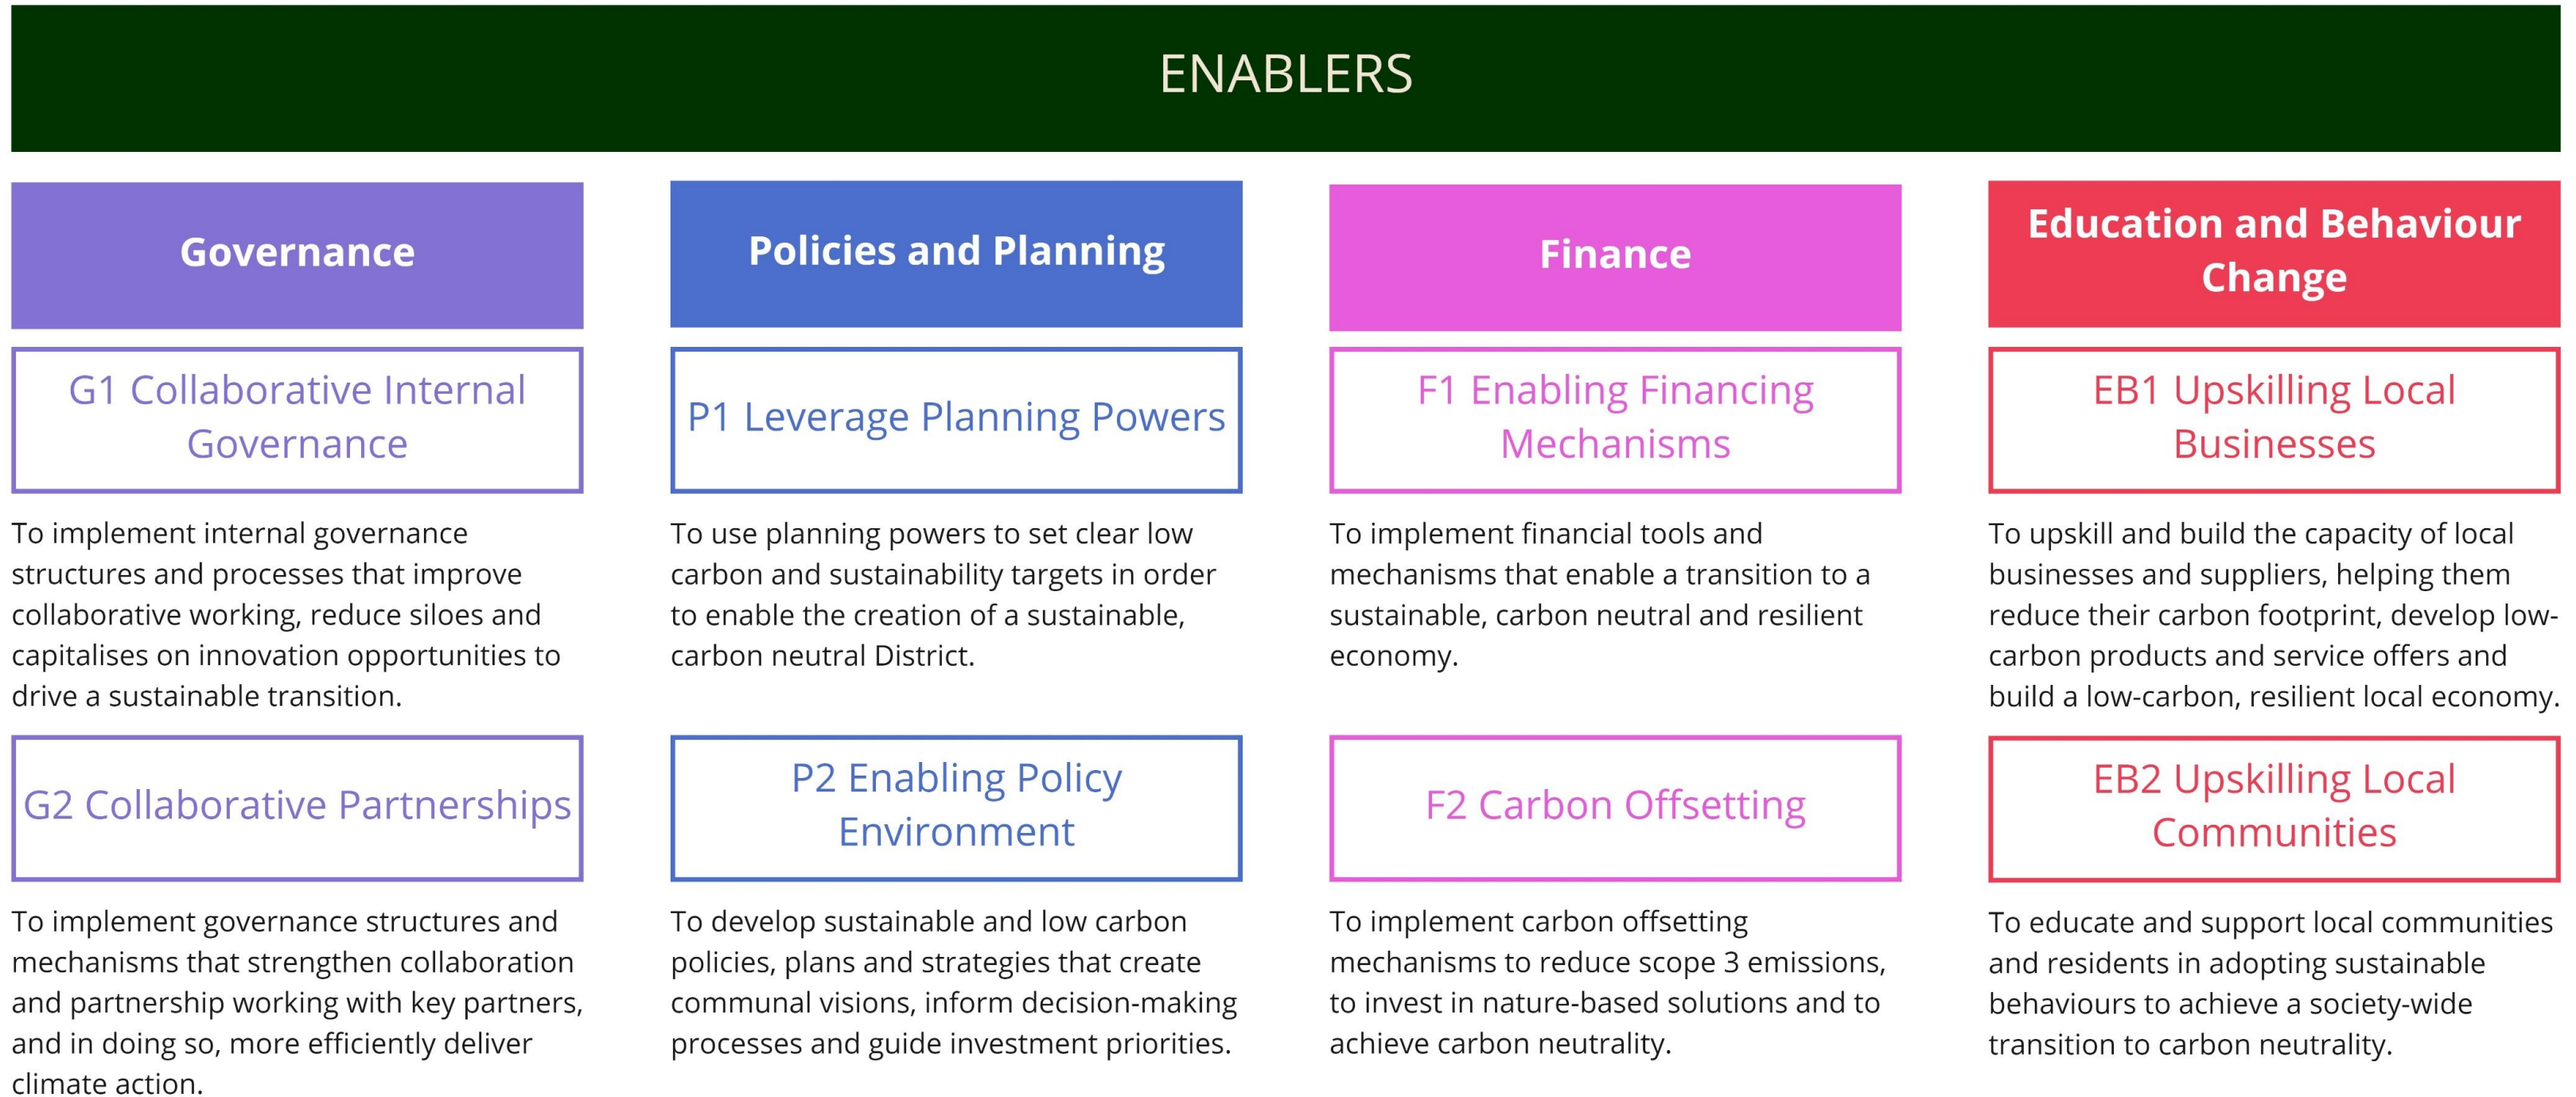 ENABLERS
Governance
G1 Collaborative Internal
Governance
To implement internal governance
structures and processes that improve
collaborative working, reduce siloes and
capitalises on innovation opportunities to
drive a sustainable transition.
G2 Collaborative Partnerships
To implement governance structures and
mechanisms that strengthen collaboration
and partnership working with key partners,
and in doing so, more efficiently deliver
climate action.
Policies and Planning
P1 Leverage Planning Powers
To use planning powers to set clear low
carbon and sustainability targets in order
to enable the creation of a sustainable,
carbon neutral District.
P2 Enabling Policy
Environment
To develop sustainable and low carbon
policies, plans and strategies that create
communal visions, inform decision-making
processes and guide investment priorities.
Finance
F1 Enabling Financing
Mechanisms
To implement financial tools and
mechanisms that enable a transition to a
sustainable, carbon neutral and resilient
economy.
F2 Carbon Offsetting
To implement carbon offsetting
mechanisms to reduce scope 3 emissions,
to invest in nature-based solutions and to
achieve carbon neutrality.
Education and Behaviour
Change
EB1 Upskilling Local
Businesses
To upskill and build the capacity of local
businesses and suppliers, helping them
reduce their carbon footprint, develop low-
carbon products and service offers and
build a low-carbon, resilient local economy.
EB2 Upskilling Local
Communities
To educate and support local communities
and residents in adopting sustainable
behaviours to achieve a society-wide
transition to carbon neutrality.